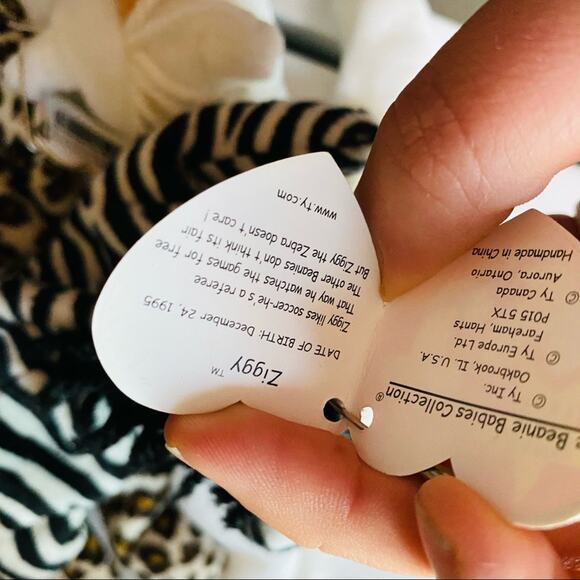 e Beanie Babies Collection®
© Ty Inc.
Oakbrook, IL. U.S.A.
© Ty Europe Ltd.
Fareham, Hants
P015 5TX
© Ty Canada
Aurora, Ontario
Handmade in China
Ziggy™
DATE OF BIRTH: December 24, 1995
Ziggy likes soccer-he's a referee
That way he watches the games for free
The other Beanies don't think its fair
But Ziggy the Zebra doesn't care!
www.ty.com